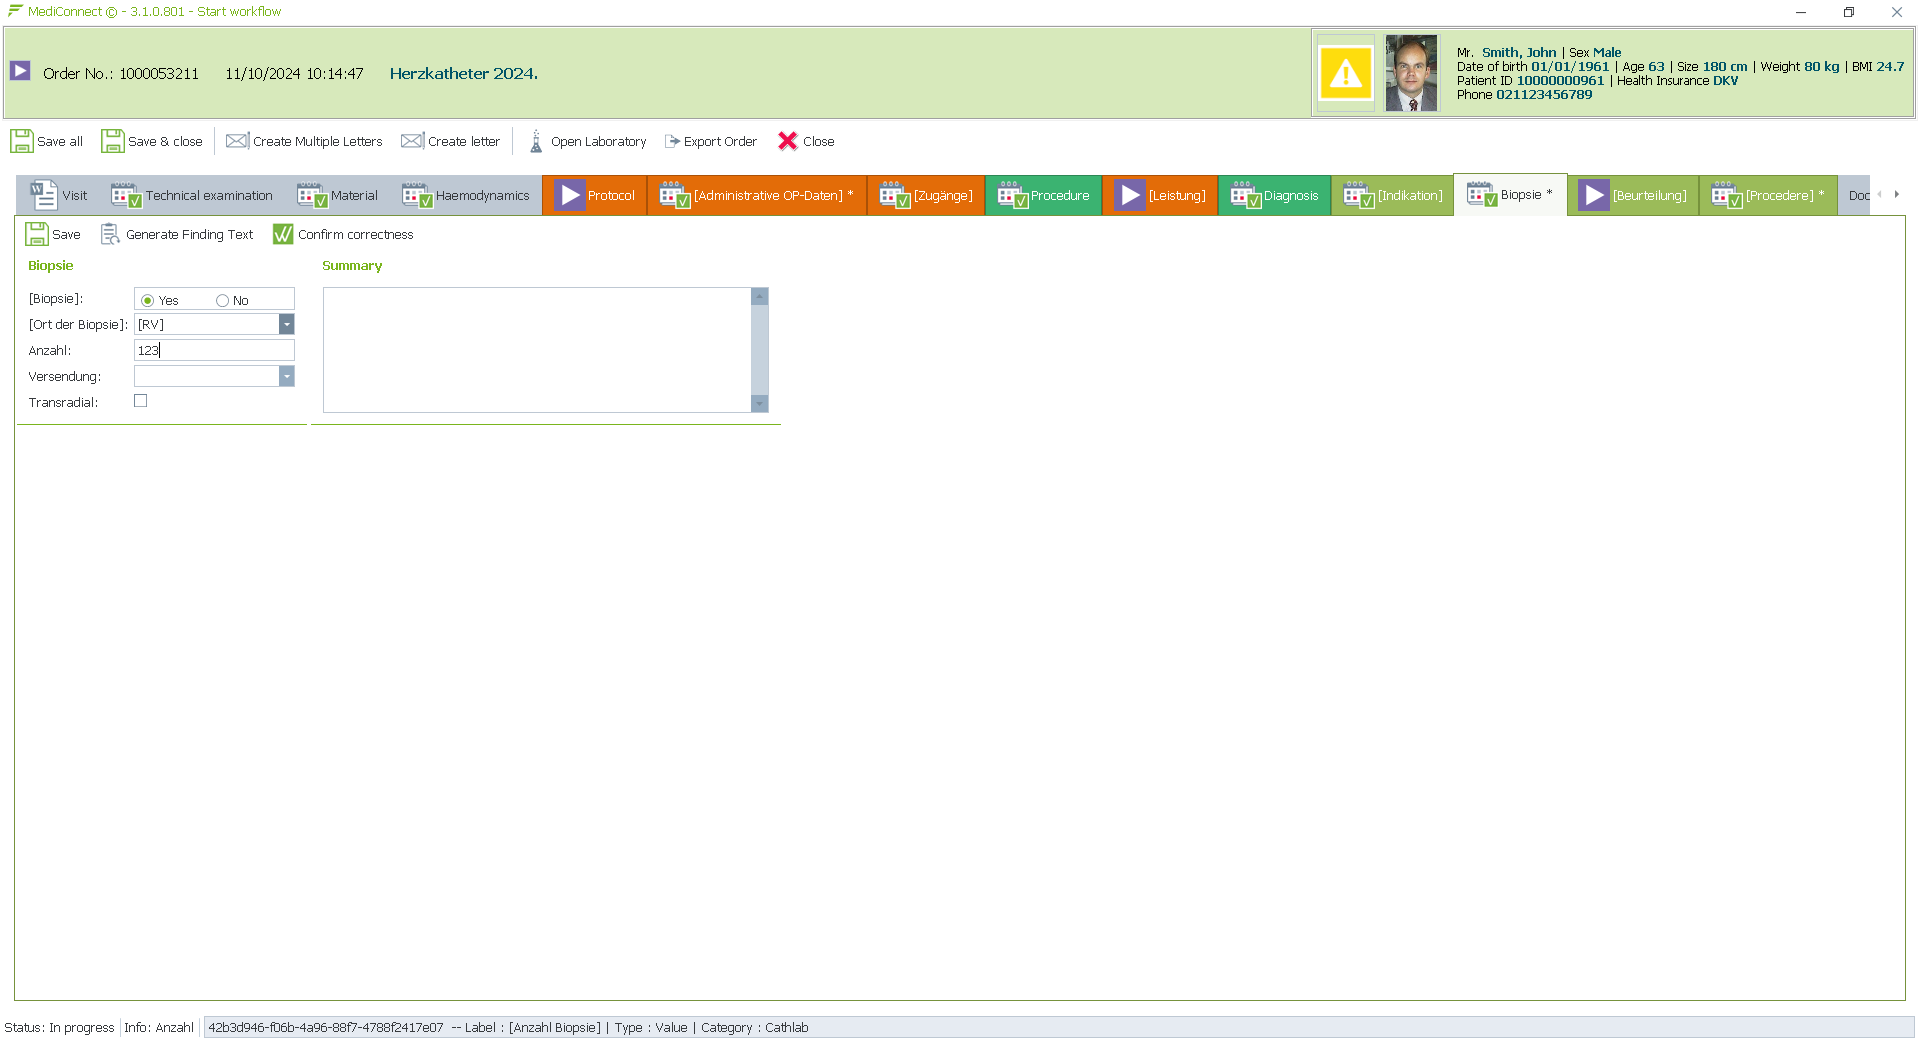 MediConnect © - 3.1.0.801 - Start workflow
Order No.: 1000053211 11/10/2024 10:14:47 Herzkatheter 2024.
Mr. Smith, John | Sex Male
Date of birth 01/01/1961 | Age 63 | Size 180 cm | Weight 80 kg | BMI 24.7
Patient ID 10000000961 | Health Insurance DKV
Phone 021123456789
Save all Save & close Create Multiple Letters Create letter Open Laboratory Export Order Close
Visit Technical examination Material Haemodynamics Protocol [Administrative OP-Daten] * [Zugänge] Procedure [Leistung] Diagnosis [Indikation] Biopsie * [Beurteilung] [Procedere] * Doc
Save Generate Finding Text Confirm correctness
Biopsie Summary
[Biopsie]: Yes No
[Ort der Biopsie]: [RV]
Anzahl: 123
Versendung:
Transradial:
Status: In progress Info: Anzahl 42b3d946-f06b-4a96-88f7-4788f2417e07 -- Label : [Anzahl Biopsie] | Type : Value | Category : Cathlab